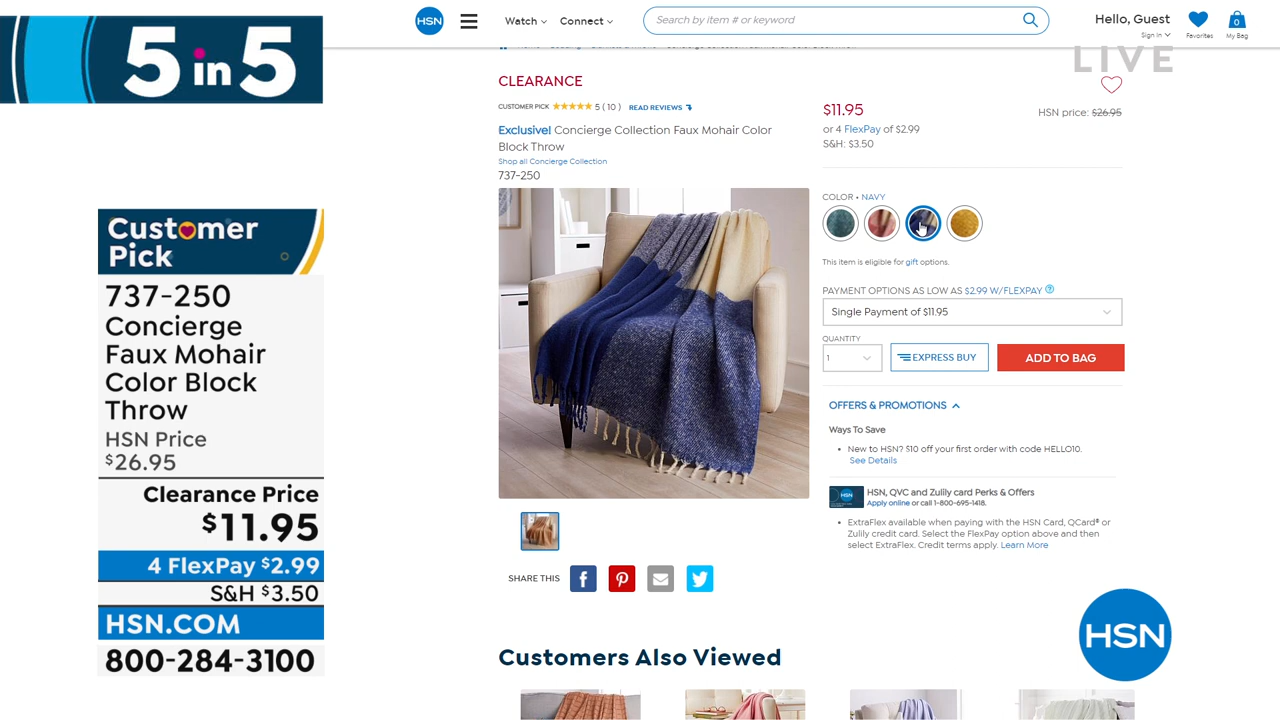 5 in 5
Customer
Pick
737-250
Concierge
Faux Mohair
Color Block
Throw
HSN Price
$26.95
Clearance Price
$11.95
4 FlexPay $2.99
S&H $3.50
HSN.COM
800-284-3100
HSN
Watch
Connect
Search by item # or keyword
Hello, Guest
Sign in
Favorites
0
My Bag
LIVE
CLEARANCE
CUSTOMER PICK 5 ( 10 ) READ REVIEWS
Exclusive! Concierge Collection Faux Mohair Color
Block Throw
Shop all Concierge Collection
737-250
$11.95
HSN price: $26.95
or 4 FlexPay of $2.99
S&H: $3.50
COLOR • NAVY
This item is eligible for gift options.
PAYMENT OPTIONS AS LOW AS $2.99 W/FLEXPAY ?
Single Payment of $11.95
QUANTITY
1
EXPRESS BUY
ADD TO BAG
OFFERS & PROMOTIONS
Ways To Save
• New to HSN? $10 off your first order with code HELLO10.
See Details
HSN
HSN, QVC and Zulily card Perks & Offers
Apply online or call 1-800-695-1418.
• ExtraFlex available when paying with the HSN Card, QCard® or
Zulily credit card. Select the FlexPay option above and then
select ExtraFlex. Credit terms apply. Learn More
SHARE THIS
HSN
Customers Also Viewed